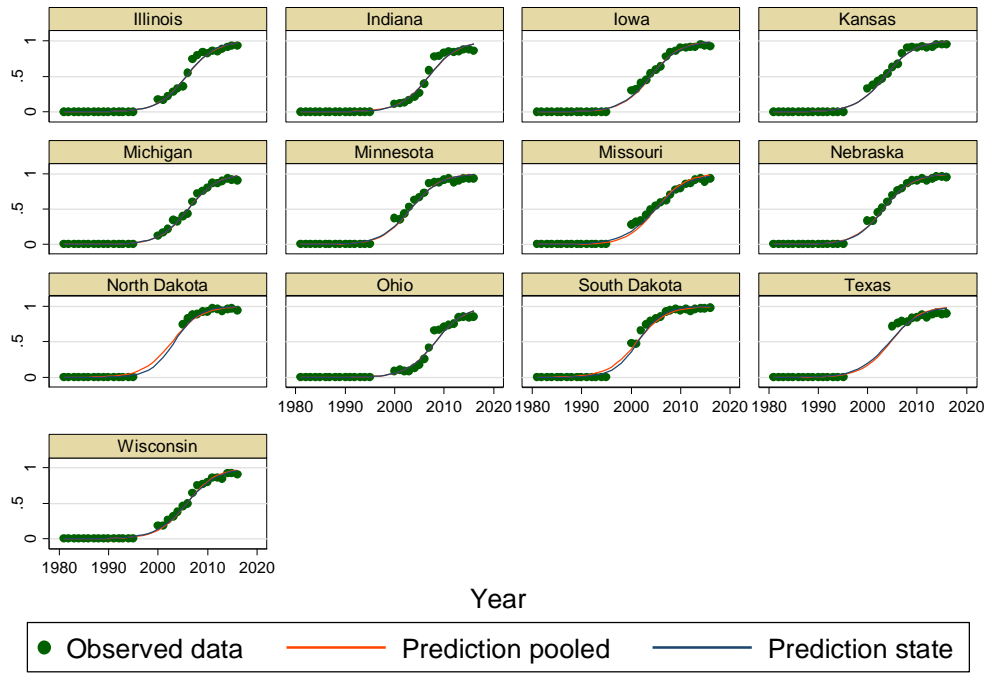 Illinois Indiana Iowa Kansas
1
.5
0
Michigan Minnesota Missouri Nebraska
1
.5
0
North Dakota Ohio South Dakota Texas
1
.5
0
1980 1990 2000 2010 2020 1980 1990 2000 2010 2020 1980 1990 2000 2010 2020
Wisconsin
1
.5
0
1980 1990 2000 2010 2020
Year
Observed data Prediction pooled Prediction state